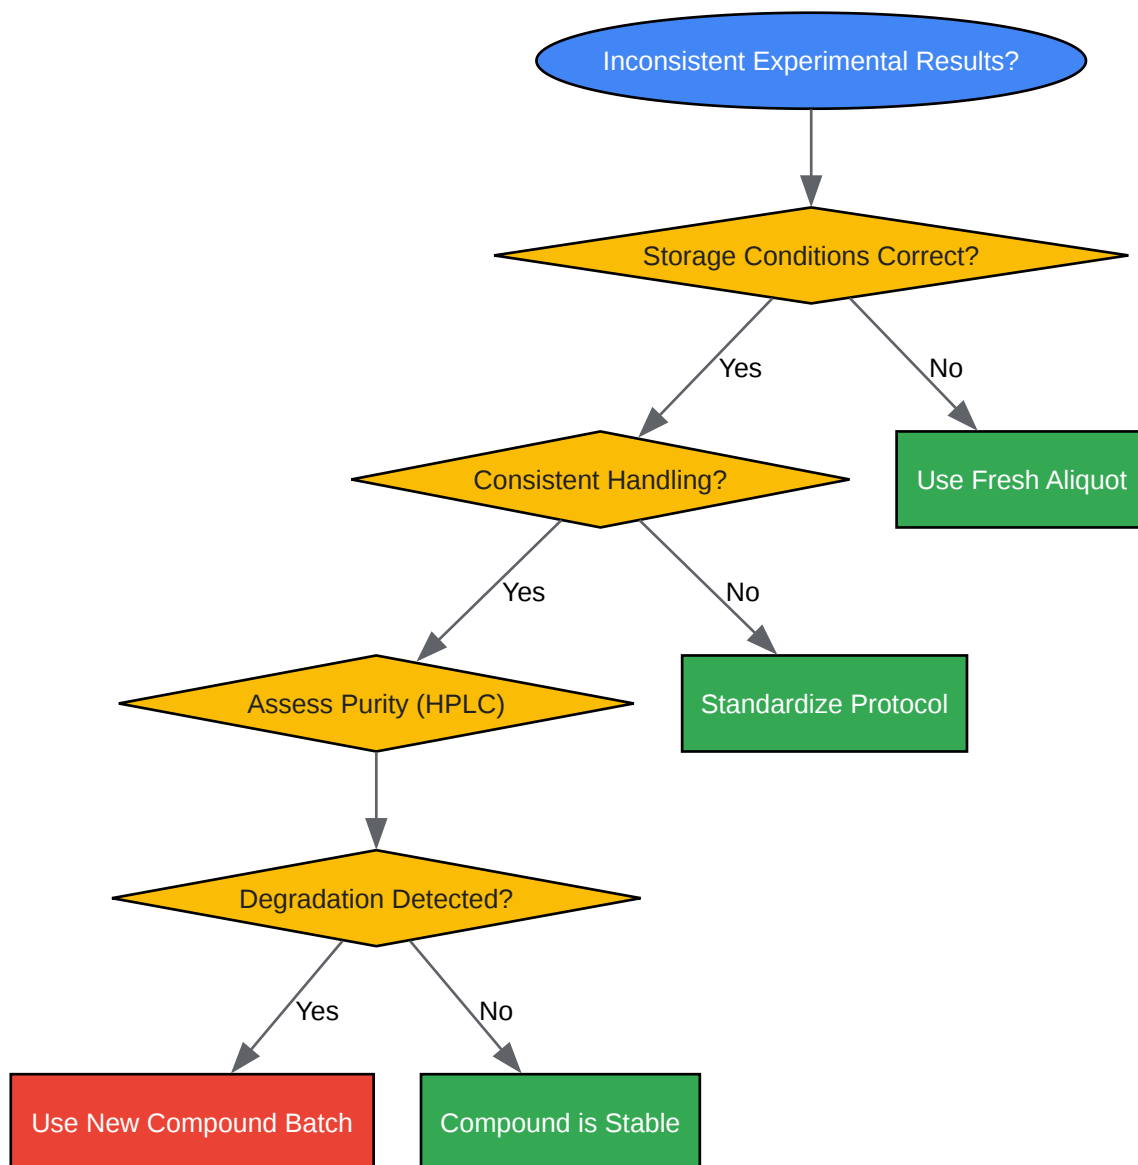 Inconsistent Experimental Results?
Storage Conditions Correct?
Yes
No
Consistent Handling?
Use Fresh Aliquot
Yes
No
Assess Purity (HPLC)
Standardize Protocol
Degradation Detected?
Yes
No
Use New Compound Batch
Compound is Stable